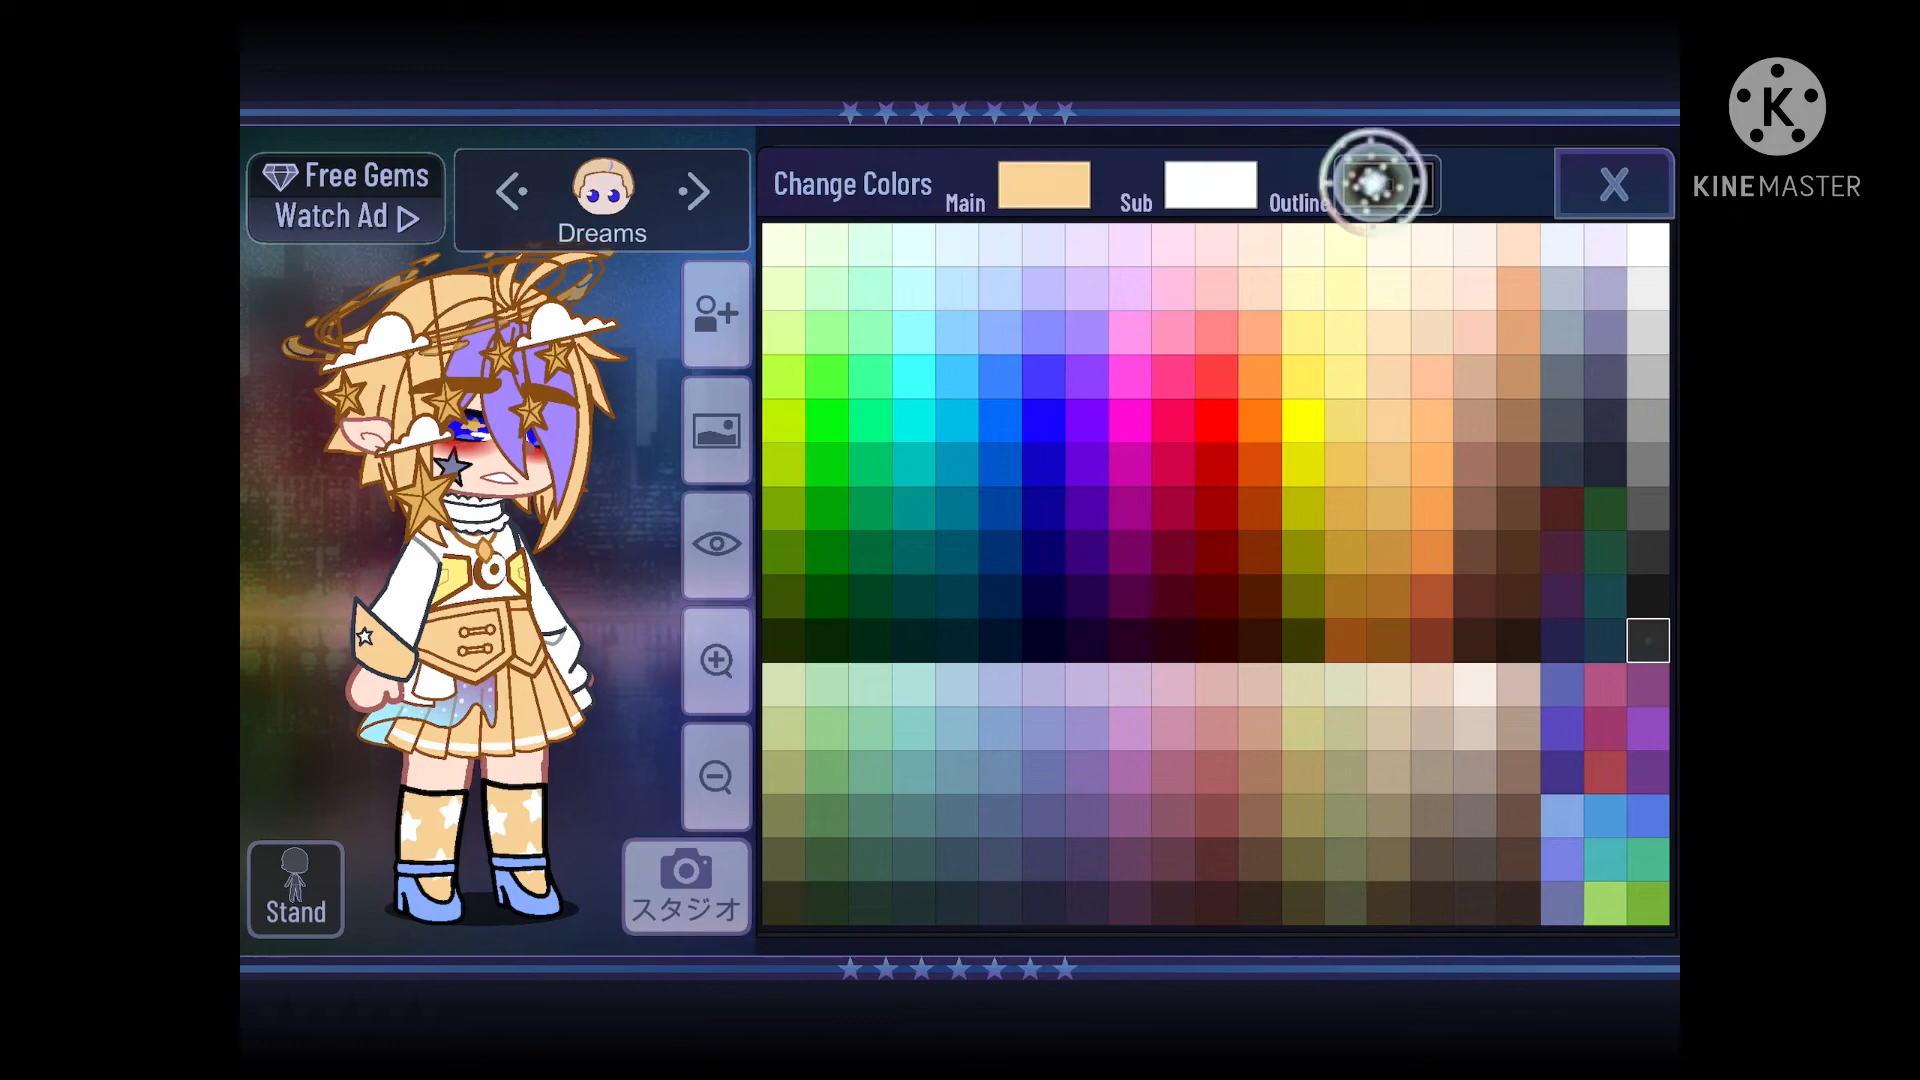 Free Gems
Watch Ad
Dreams
Change Colors
Main
Sub
Outline
X
K
KINEMASTER
Stand
スタジオ